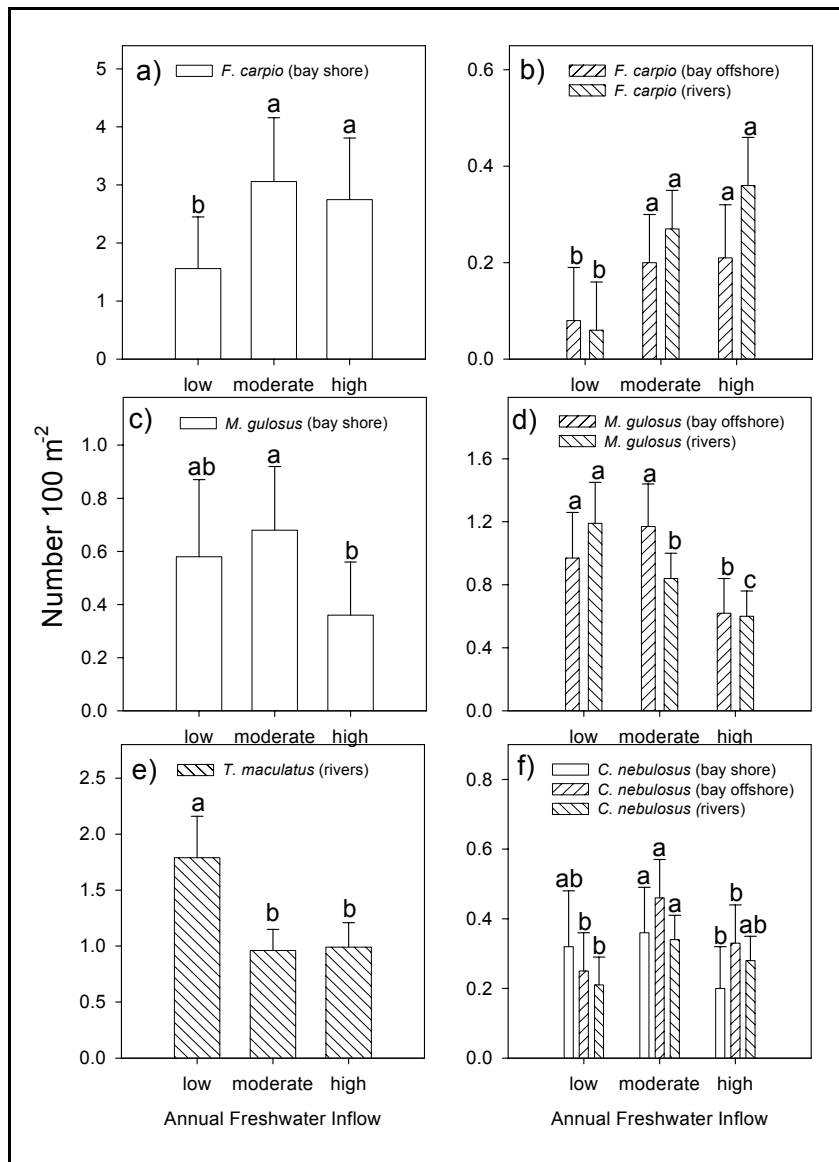 Number 100 m⁻²
a)
F. carpio (bay shore)
5
4
3
2
1
0
b
a
a
low moderate high
b)
F. carpio (bay offshore)
F. carpio (rivers)
0.6
0.4
0.2
0.0
b b
a a
a a
low moderate high
c)
M. gulosus (bay shore)
1.0
0.8
0.6
0.4
0.2
0.0
ab
a
b
low moderate high
d)
M. gulosus (bay offshore)
M. gulosus (rivers)
1.6
1.2
0.8
0.4
0.0
a a
a b
b c
low moderate high
e)
T. maculatus (rivers)
2.5
2.0
1.5
1.0
0.5
0.0
a
b
b
low moderate high
Annual Freshwater Inflow
f)
C. nebulosus (bay shore)
C. nebulosus (bay offshore)
C. nebulosus (rivers)
0.8
0.6
0.4
0.2
0.0
ab b b
a a a
b b ab
low moderate high
Annual Freshwater Inflow